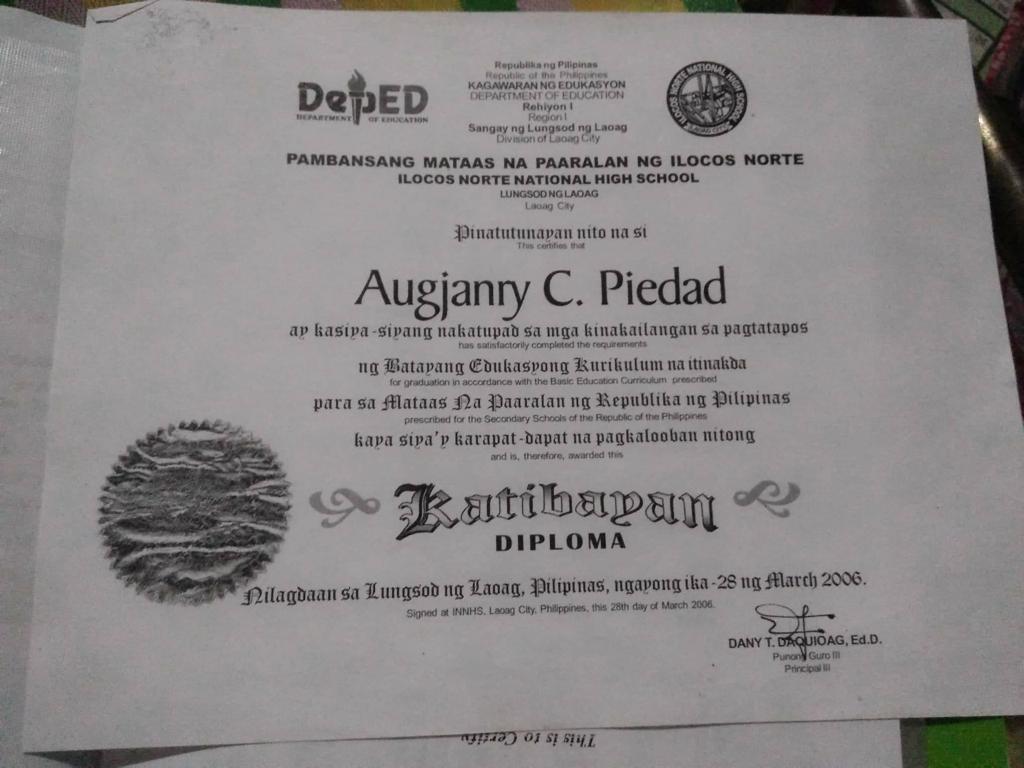 DepED
DEPARTMENT OF EDUCATION
Republika ng Pilipinas
Republic of the Philippines
KAGAWARAN NG EDUKASYON
DEPARTMENT OF EDUCATION
Rehiyon I
Region I
Sangay ng Lungsod ng Laoag
Division of Laoag City
ILOCOS NORTE NATIONAL HIGH SCHOOL
LAOAG CITY
PAMBANSANG MATAAS NA PAARALAN NG ILOCOS NORTE
ILOCOS NORTE NATIONAL HIGH SCHOOL
LUNGSOD NG LAOAG
Laoag City
Pinatutunayan nito na si
This certifies that
Augjanry C. Piedad
ay kasiya-siyang nakatupad sa mga kinakailangan sa pagtatapos
has satisfactorily completed the requirements
ng Batayang Edukasyong Kurikulum na itinakda
for graduation in accordance with the Basic Education Curriculum prescribed
para sa Mataas Na Paaralan ng Republika ng Pilipinas
prescribed for the Secondary Schools of the Republic of the Philippines
kaya siya'y karapat-dapat na pagkalooban nitong
and is, therefore, awarded this
Katibayan
DIPLOMA
Nilagdaan sa Lungsod ng Laoag, Pilipinas, ngayong ika-28 ng March 2006.
Signed at INNHS, Laoag City, Philippines, this 28th day of March 2006.
DANY T. DAQUIOAG, Ed.D.
Punong Guro III
Principal III
This is to Certify